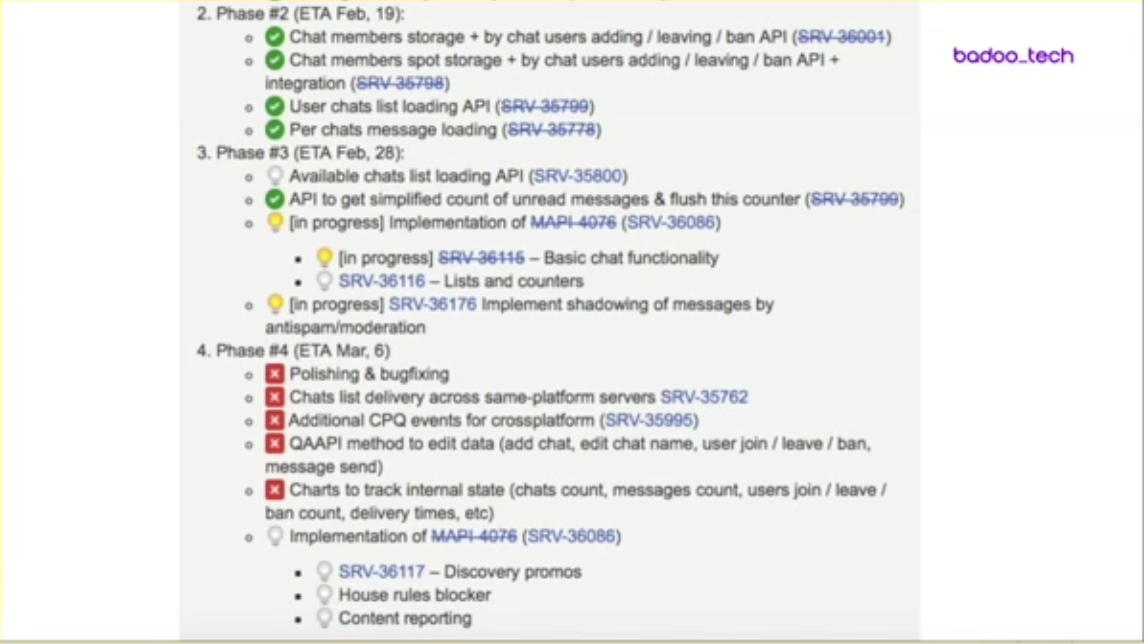 badoo_tech
2. Phase #2 (ETA Feb, 19):
Chat members storage + by chat users adding / leaving / ban API (SRV-36001)
Chat members spot storage + by chat users adding / leaving / ban API +
integration (SRV-35798)
User chats list loading API (SRV-35799)
Per chats message loading (SRV-35778)
3. Phase #3 (ETA Feb, 28):
Available chats list loading API (SRV-35800)
API to get simplified count of unread messages & flush this counter (SRV-35799)
[in progress] Implementation of MAPI-4076 (SRV-36086)
[in progress] SRV-36115 – Basic chat functionality
SRV-36116 – Lists and counters
[in progress] SRV-36176 Implement shadowing of messages by
antispam/moderation
4. Phase #4 (ETA Mar, 6)
Polishing & bugfixing
Chats list delivery across same-platform servers SRV-35762
Additional CPQ events for crossplatform (SRV-35995)
QAAPI method to edit data (add chat, edit chat name, user join / leave / ban,
message send)
Charts to track internal state (chats count, messages count, users join / leave /
ban count, delivery times, etc)
Implementation of MAPI-4076 (SRV-36086)
SRV-36117 – Discovery promos
House rules blocker
Content reporting